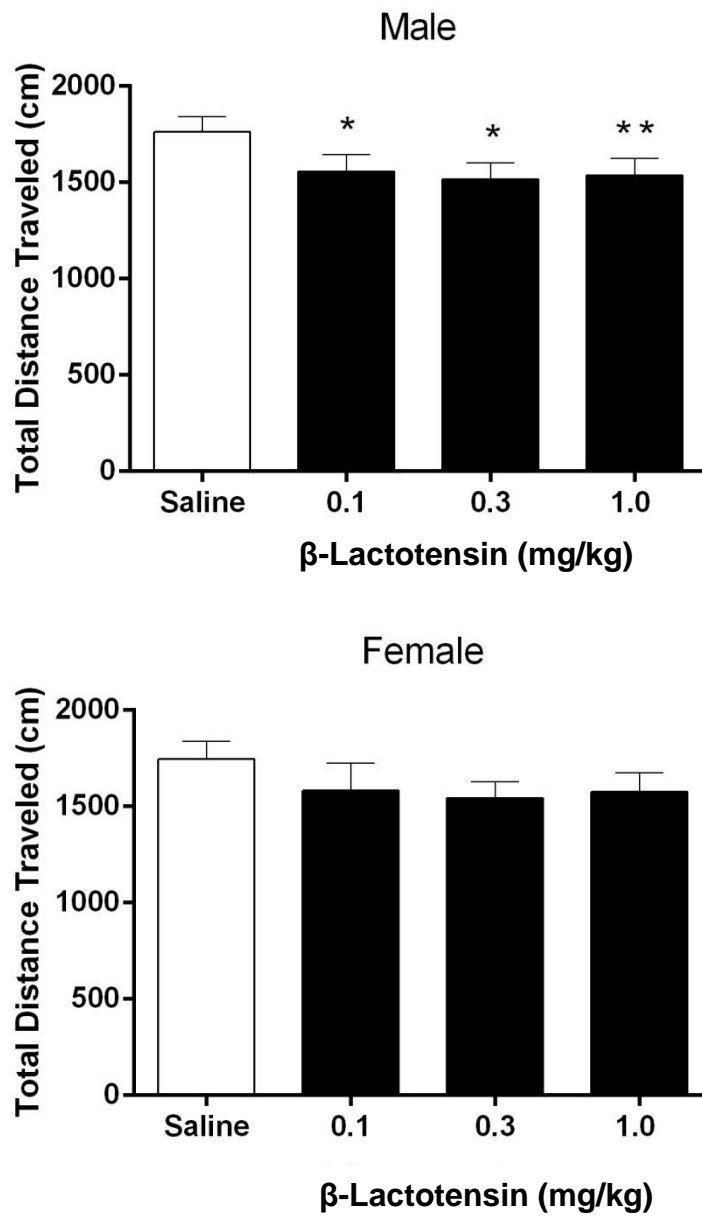 Male
Total Distance Traveled (cm)
2000
1500
1000
500
0
*
*
**
Saline
0.1
0.3
1.0
β-Lactotensin (mg/kg)
Female
Total Distance Traveled (cm)
2000
1500
1000
500
0
Saline
0.1
0.3
1.0
β-Lactotensin (mg/kg)